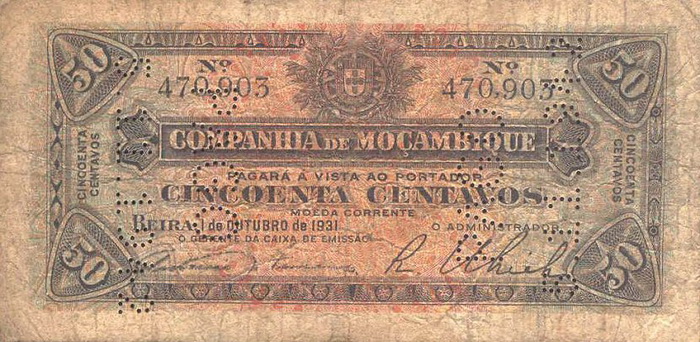 50
50
Nº
470.903
Nº
470.903
COMPANHIA DE MOÇAMBIQUE
CINCOENTA CENTAVOS
CINCOENTA CENTAVOS
PAGARÁ Á VISTA AO PORTADOR
CINCOENTA CENTAVOS
MOEDA CORRENTE
BEIRA, 1 de OUTUBRO de 1931
O GERENTE DA CAIXA DE EMISSÃO
O ADMINISTRADOR
50
50